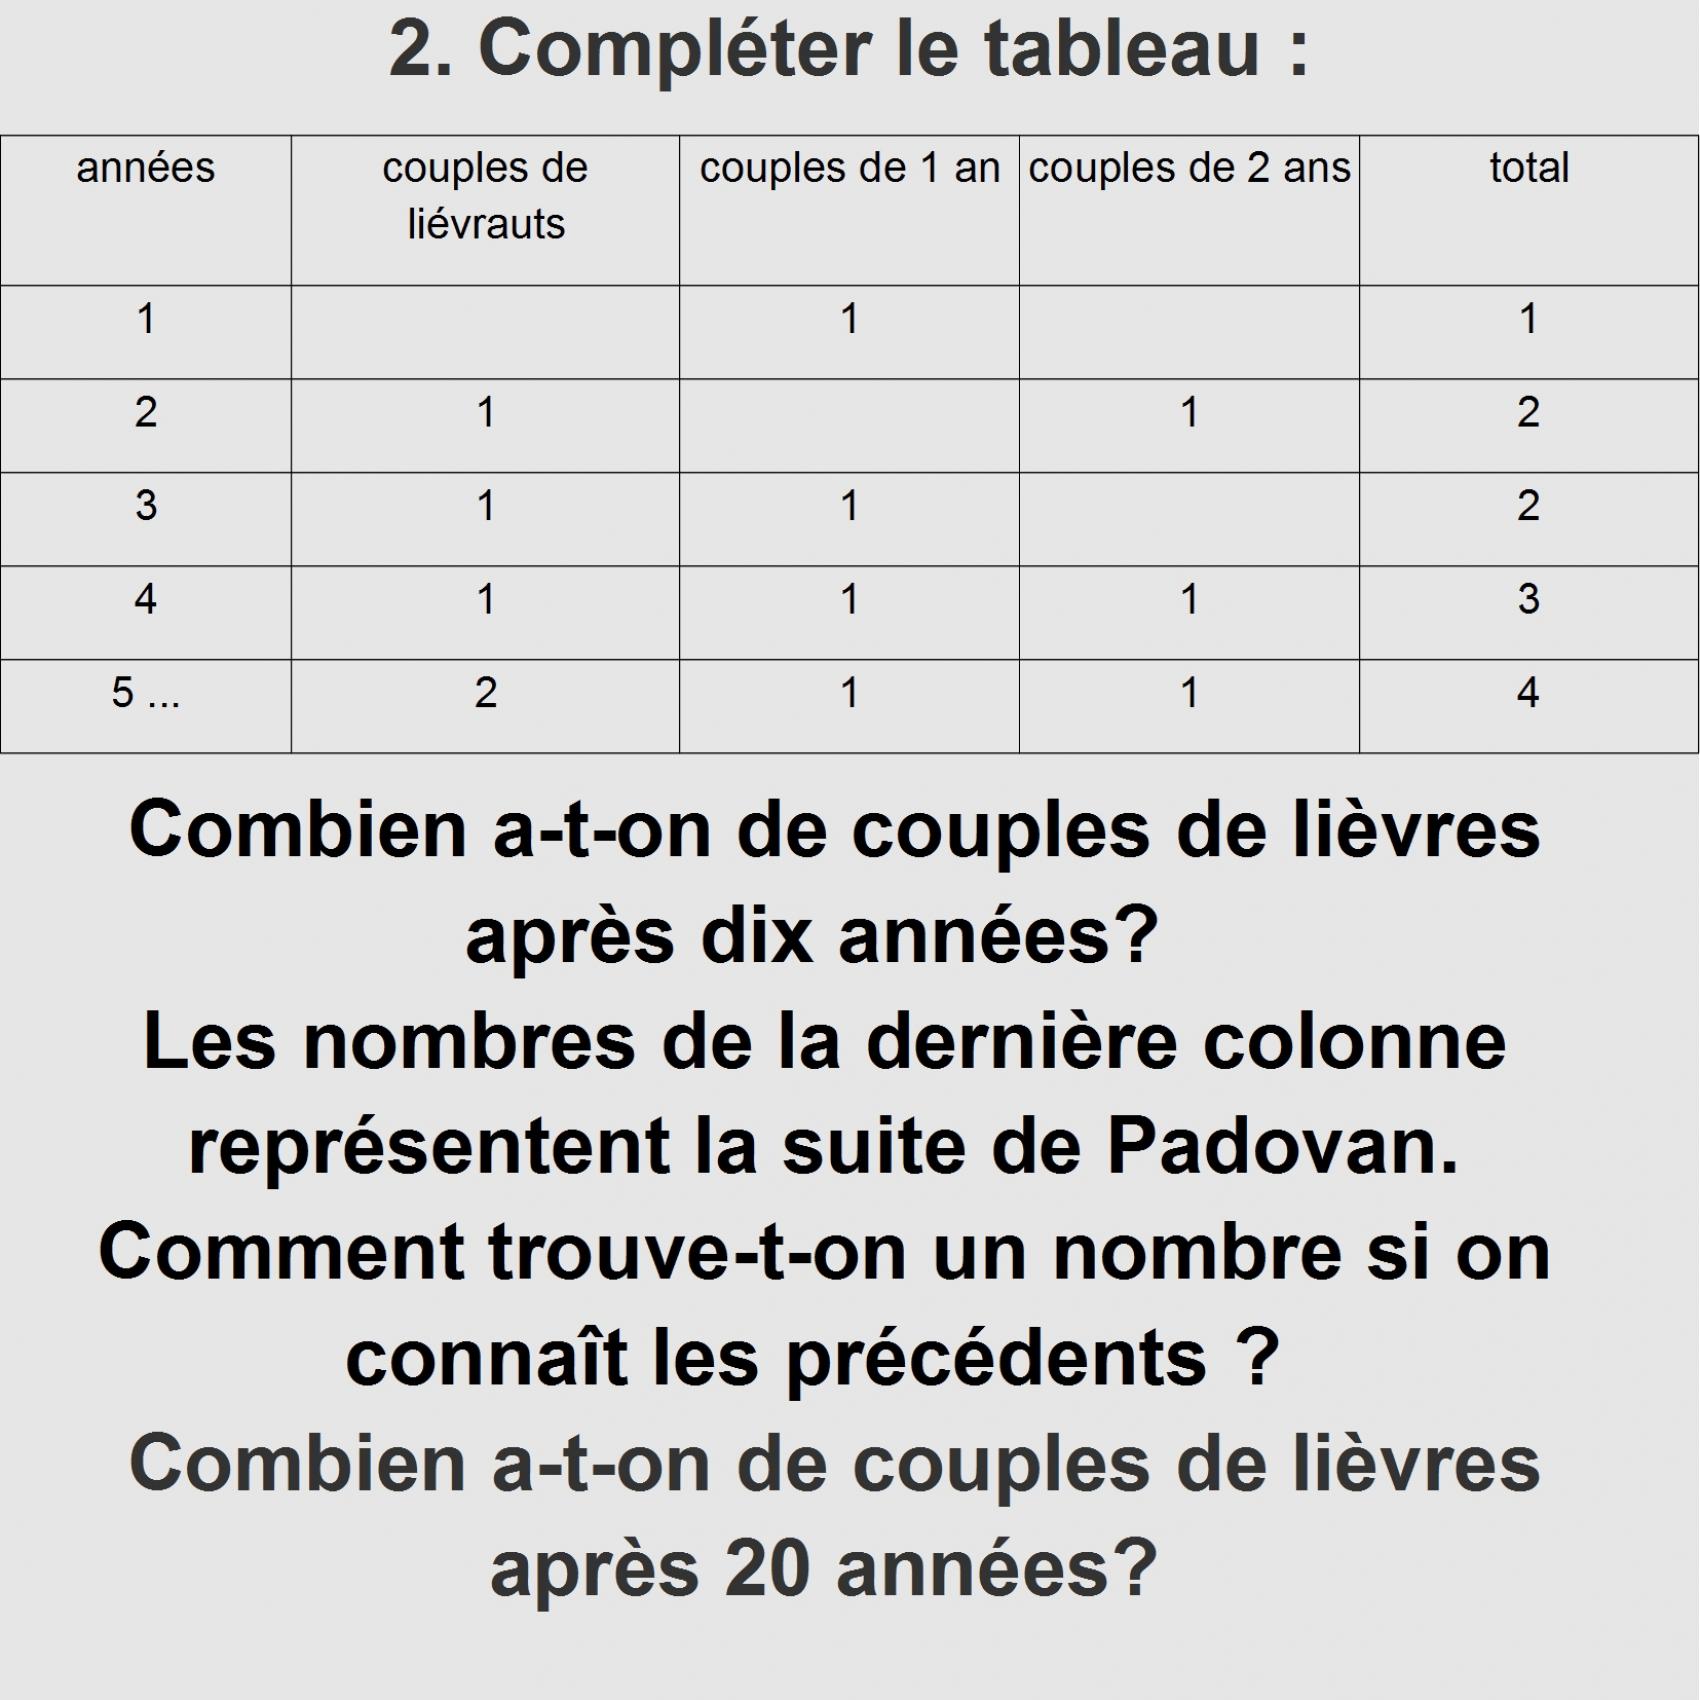 2. Compléter le tableau :
années couples de liévrauts couples de 1 an couples de 2 ans total
1 1 1
2 1 1 2
3 1 1 2
4 1 1 1 3
5 ... 2 1 1 4
Combien a-t-on de couples de lièvres
après dix années?
Les nombres de la dernière colonne
représentent la suite de Padovan.
Comment trouve-t-on un nombre si on
connaît les précédents ?
Combien a-t-on de couples de lièvres
après 20 années?